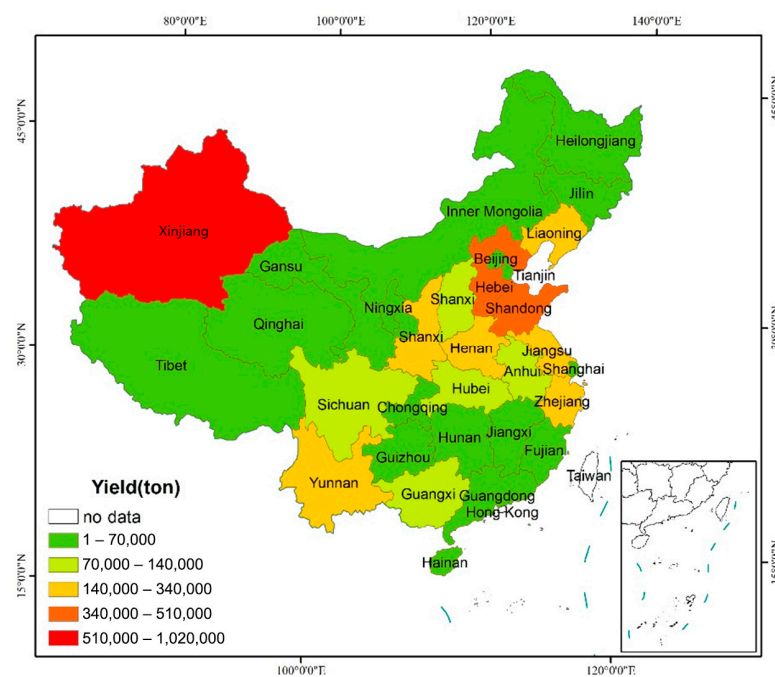 80°0'0"E 100°0'0"E 120°0'0"E 140°0'0"E
45°0'0"N
Heilongjiang
Jilin
Inner Mongolia
Liaoning
Xinjiang
Beijing
Gansu
Tianjin
Hebei
Ningxia
Shanxi
Shandong
Qinghai
Shanxi
30°0'0"N
Henan
Jiangsu
Tibet
Anhui
Shanghai
Hubei
Zhejiang
Sichuan
Chongqing
Hunan
Jiangxi
Fujian
Guizhou
Taiwan
Yunnan
Guangxi
Guangdong
Hong Kong
Hainan
15°0'0"N
Yield(ton)
no data
1 – 70,000
70,000 – 140,000
140,000 – 340,000
340,000 – 510,000
510,000 – 1,020,000
100°0'0"E 120°0'0"E